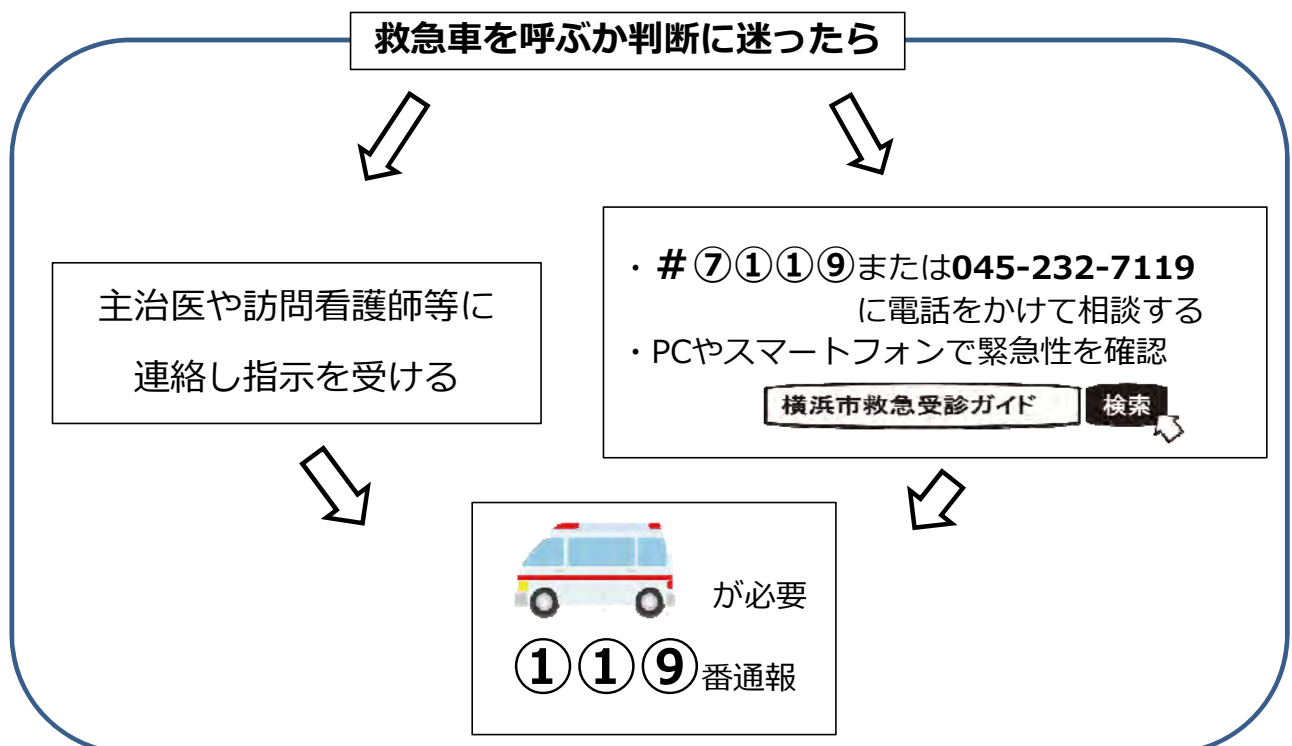 救急車を呼ぶか判断に迷ったら
主治医や訪問看護師等に
連絡し指示を受ける
・#⑦①①⑨または045-232-7119
に電話をかけて相談する
・PCやスマートフォンで緊急性を確認
横浜市救急受診ガイド 検索
が必要
①①⑨番通報